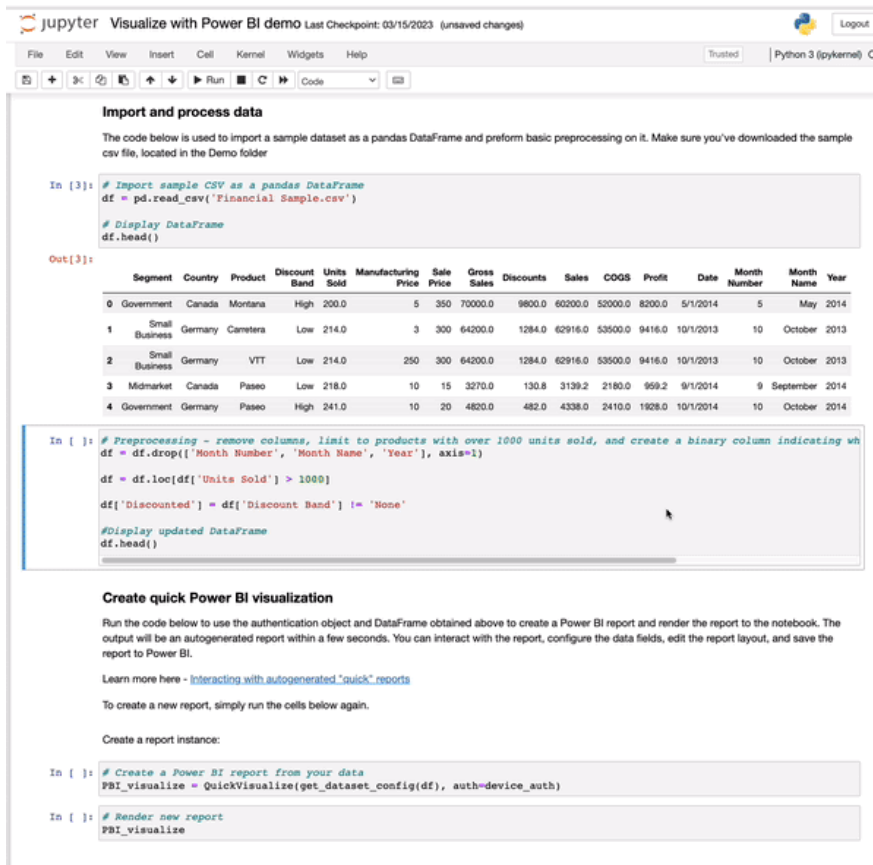 jupyter Visualize with Power BI demo Last Checkpoint: 03/15/2023 (unsaved changes)
Logout
File Edit View Insert Cell Kernel Widgets Help
Trusted
Python 3 (ipykernel)
Run
Code
Import and process data
The code below is used to import a sample dataset as a pandas DataFrame and preform basic preprocessing on it. Make sure you've downloaded the sample
csv file, located in the Demo folder
In [3]: # Import sample CSV as a pandas DataFrame
df = pd.read_csv('Financial Sample.csv')
# Display DataFrame
df.head()
Out[3]:
Segment Country Product Discount Band Units Sold Manufacturing Price Sale Price Gross Sales Discounts Sales COGS Profit Date Month Number Month Name Year
0 Government Canada Montana High 200.0 5 350 70000.0 9800.0 60200.0 52000.0 8200.0 5/1/2014 5 May 2014
1 Small Business Germany Carretera Low 214.0 3 300 64200.0 1284.0 62916.0 53500.0 9416.0 10/1/2013 10 October 2013
2 Small Business Germany VTT Low 214.0 250 300 64200.0 1284.0 62916.0 53500.0 9416.0 10/1/2013 10 October 2013
3 Midmarket Canada Paseo Low 218.0 10 15 3270.0 130.8 3139.2 2180.0 959.2 9/1/2014 9 September 2014
4 Government Germany Paseo High 241.0 10 20 4820.0 482.0 4338.0 2410.0 1928.0 10/1/2014 10 October 2014
In [ ]: # Preprocessing - remove columns, limit to products with over 1000 units sold, and create a binary column indicating wh
df = df.drop(['Month Number', 'Month Name', 'Year'], axis=1)
df = df.loc[df['Units Sold'] > 1000]
df['Discounted'] = df['Discount Band'] != 'None'
#Display updated DataFrame
df.head()
Create quick Power BI visualization
Run the code below to use the authentication object and DataFrame obtained above to create a Power BI report and render the report to the notebook. The
output will be an autogenerated report within a few seconds. You can interact with the report, configure the data fields, edit the report layout, and save the
report to Power BI.
Learn more here - Interacting with autogenerated "quick" reports
To create a new report, simply run the cells below again.
Create a report instance:
In [ ]: # Create a Power BI report from your data
PBI_visualize = QuickVisualize(get_dataset_config(df), auth=device_auth)
In [ ]: # Render new report
PBI_visualize